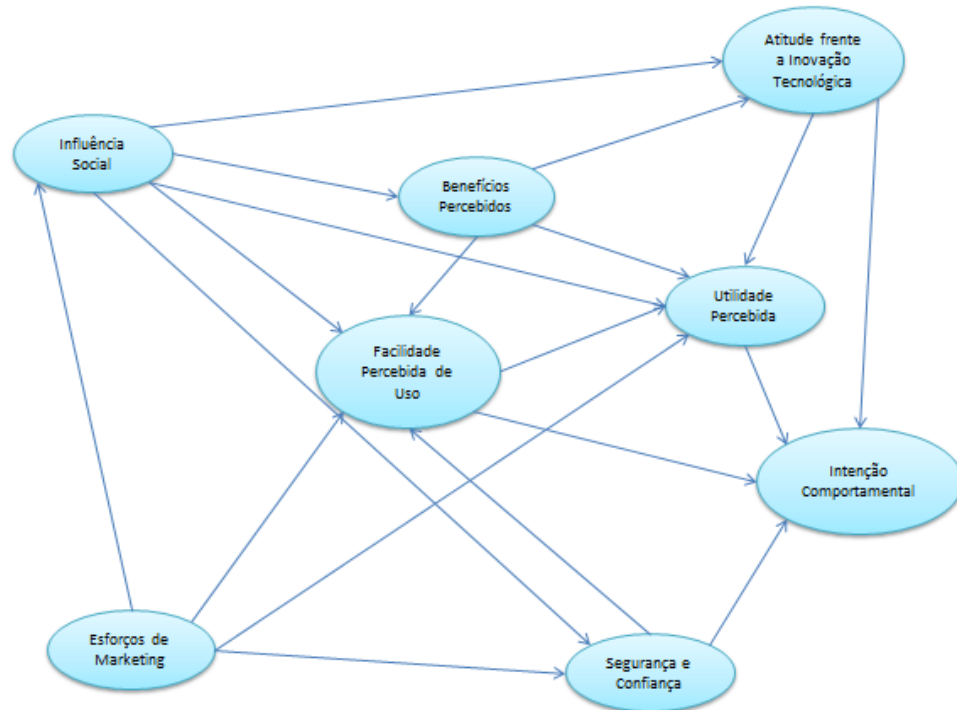 Atitude frente
a Inovação
Tecnológica
Influência
Social
Benefícios
Percebidos
Utilidade
Percebida
Facilidade
Percebida de
Uso
Intenção
Comportamental
Esforços de
Marketing
Segurança e
Confiança